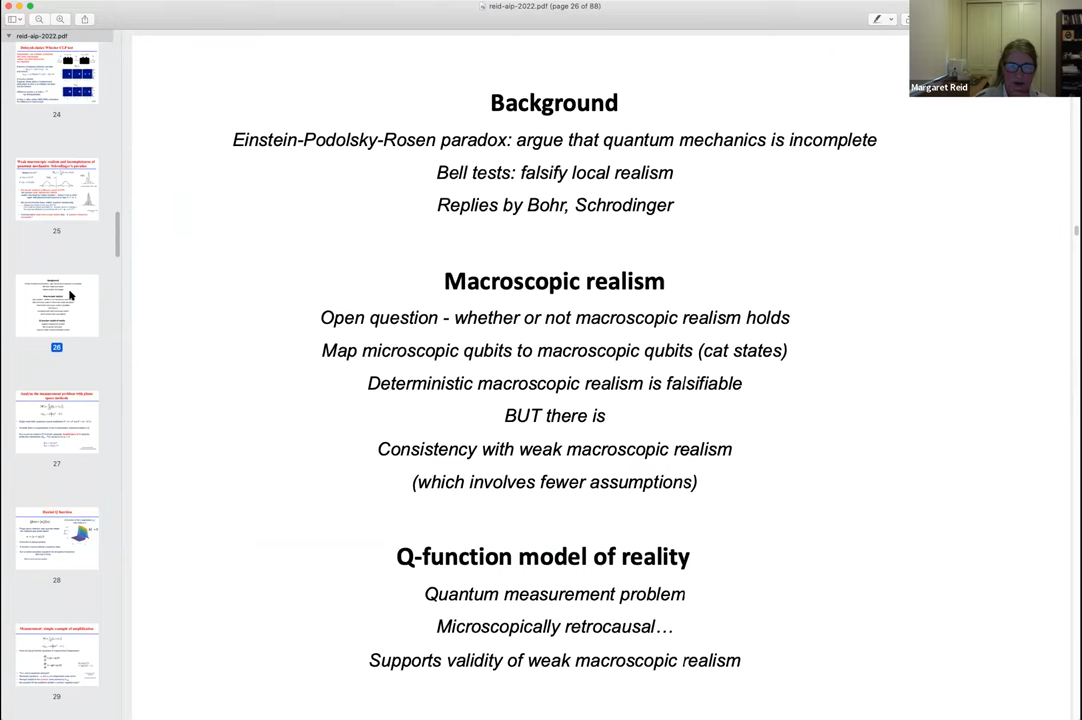 reid-aip-2022.pdf (page 26 of 88)
reid-aip-2022.pdf
Margaret Reid
24
25
26
27
28
29
Background
Einstein-Podolsky-Rosen paradox: argue that quantum mechanics is incomplete
Bell tests: falsify local realism
Replies by Bohr, Schrodinger
Macroscopic realism
Open question - whether or not macroscopic realism holds
Map microscopic qubits to macroscopic qubits (cat states)
Deterministic macroscopic realism is falsifiable
BUT there is
Consistency with weak macroscopic realism
(which involves fewer assumptions)
Q-function model of reality
Quantum measurement problem
Microscopically retrocausal…
Supports validity of weak macroscopic realism